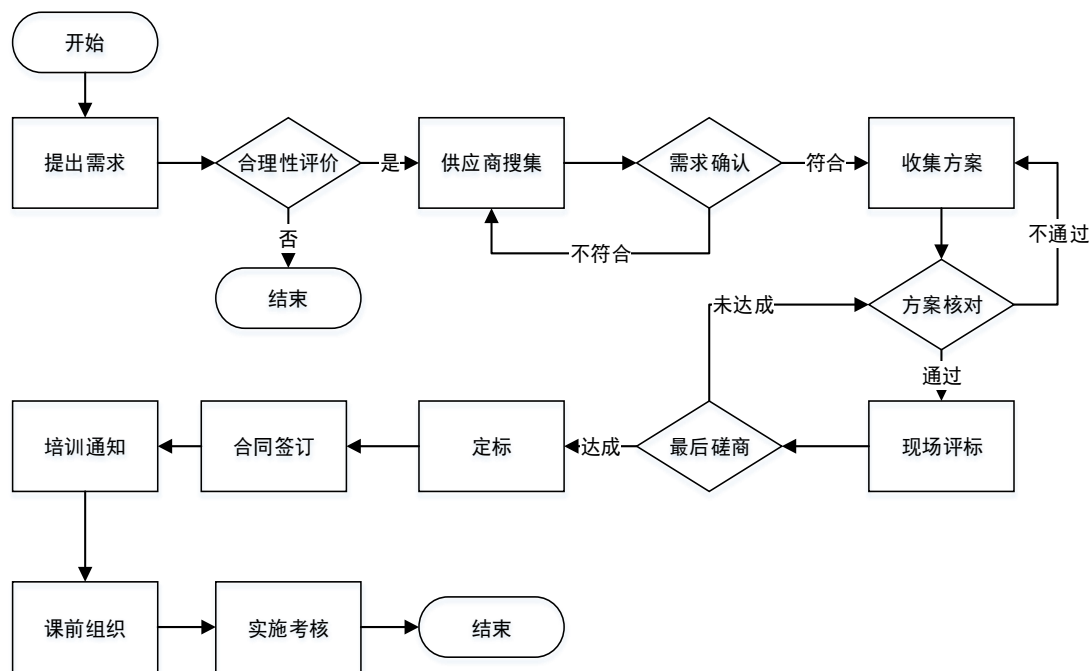 开始
提出需求
合理性评价
是
供应商搜集
需求确认
符合
收集方案
否
不符合
不通过
结束
未达成
方案核对
通过
培训通知
合同签订
定标
达成
最后磋商
现场评标
课前组织
实施考核
结束